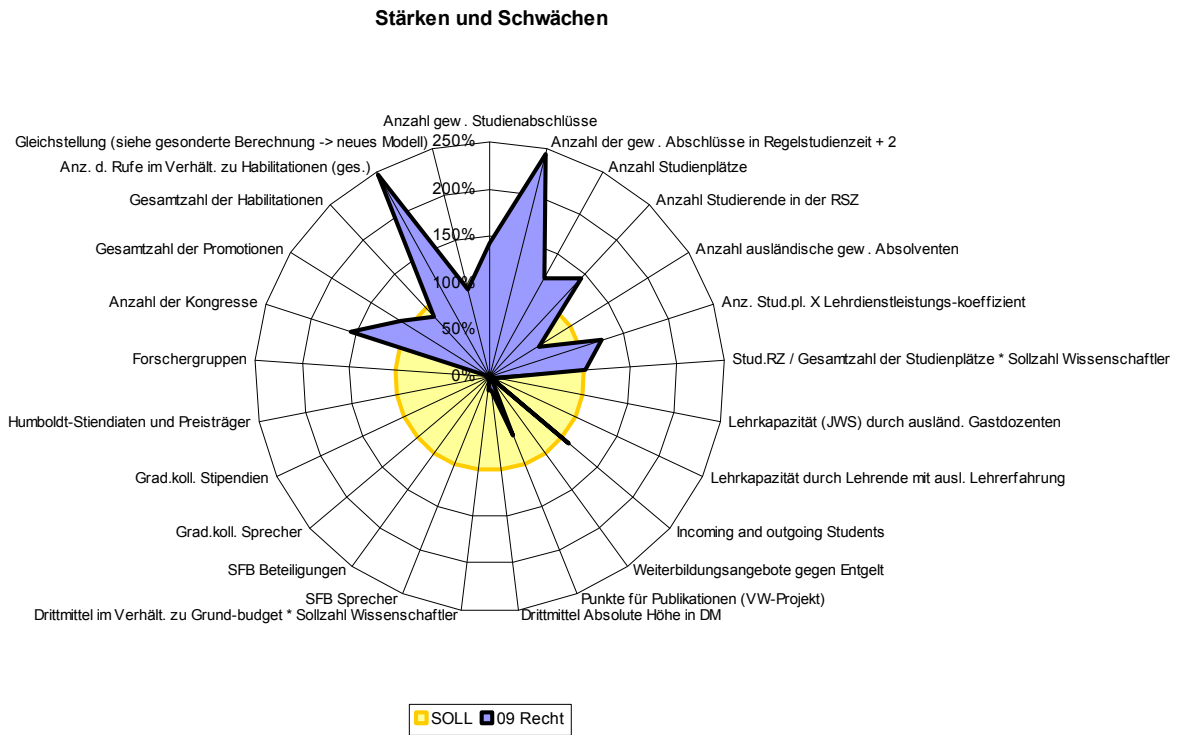 Stärken und Schwächen
Anzahl gew. Studienabschlüsse
Gleichstellung (siehe gesonderte Berechnung -> neues Modell)
250%
Anzahl der gew. Abschlüsse in Regelstudienzeit + 2
Anz. d. Rufe im Verhält. zu Habilitationen (ges.)
Anzahl Studienplätze
200%
Gesamtzahl der Habilitationen
Anzahl Studierende in der RSZ
150%
Gesamtzahl der Promotionen
Anzahl ausländische gew. Absolventen
100%
Anzahl der Kongresse
Anz. Stud.pl. X Lehrdienstleistungs-koeffizient
50%
Forschergruppen
Stud.RZ / Gesamtzahl der Studienplätze * Sollzahl Wissenschaftler
0%
Humboldt-Stiendiaten und Preisträger
Lehrkapazität (JWS) durch ausländ. Gastdozenten
Grad.koll. Stipendien
Lehrkapazität durch Lehrende mit ausl. Lehrerfahrung
Grad.koll. Sprecher
Incoming and outgoing Students
SFB Beteiligungen
Weiterbildungsangebote gegen Entgelt
SFB Sprecher
Punkte für Publikationen (VW-Projekt)
Drittmittel im Verhält. zu Grund-budget * Sollzahl Wissenschaftler
Drittmittel Absolute Höhe in DM
SOLL 09 Recht